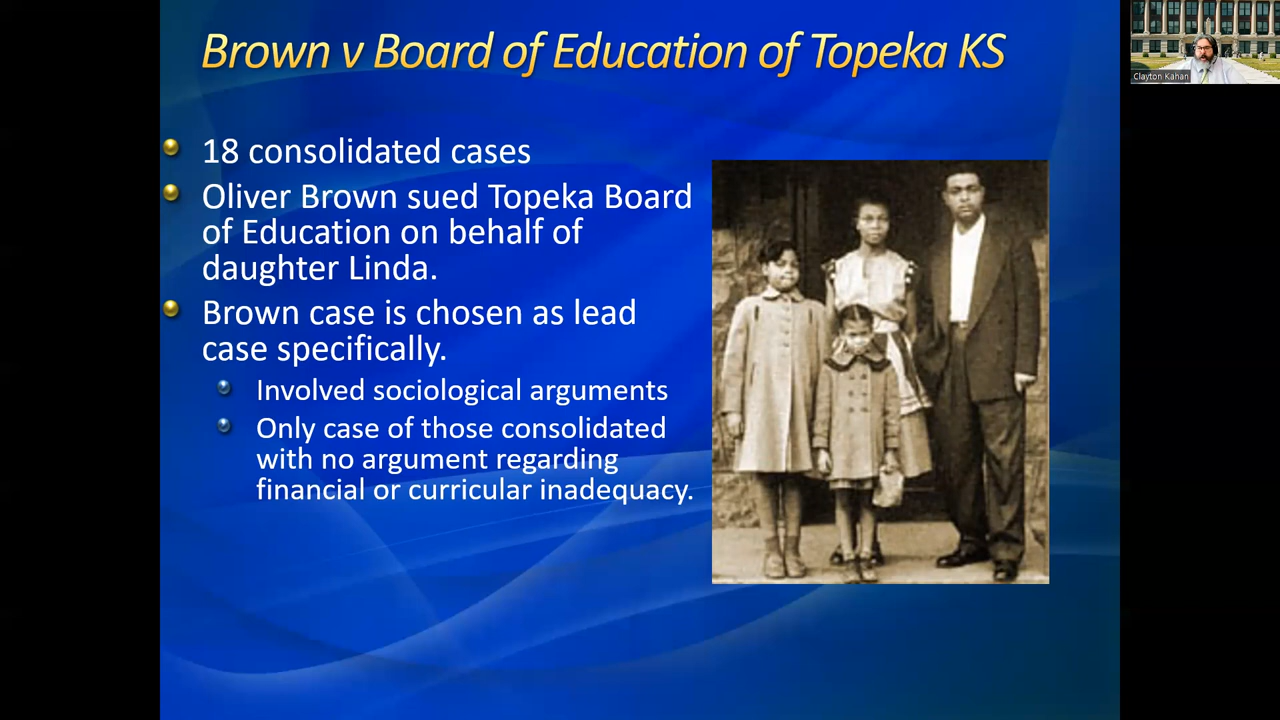 Brown v Board of Education of Topeka KS
18 consolidated cases
Oliver Brown sued Topeka Board
of Education on behalf of
daughter Linda.
Brown case is chosen as lead
case specifically.
Involved sociological arguments
Only case of those consolidated
with no argument regarding
financial or curricular inadequacy.
Clayton Kahan